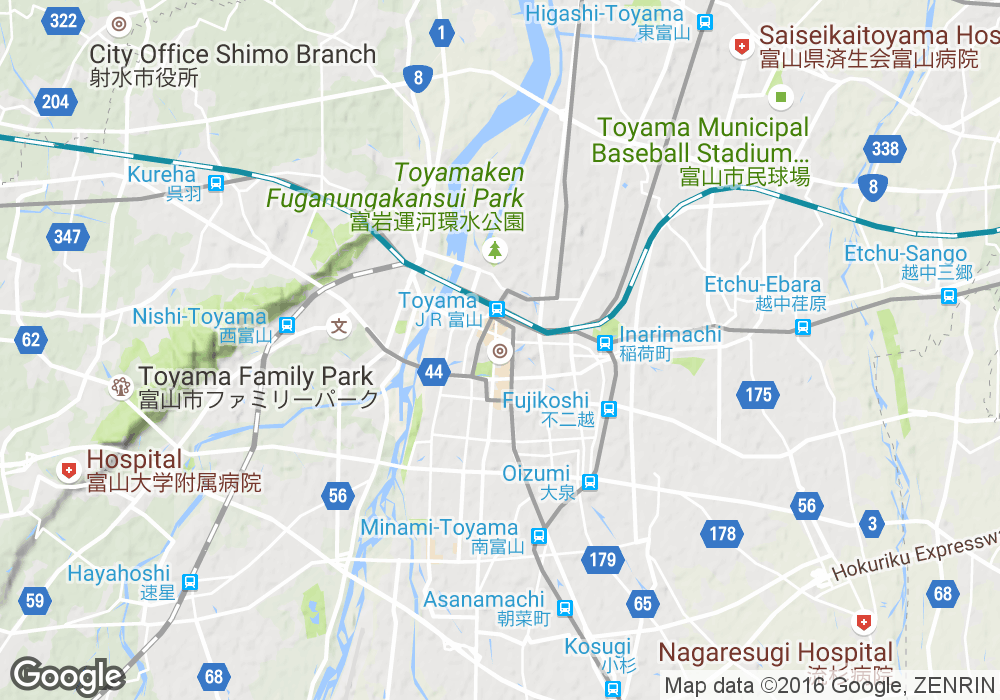 322
1
Higashi-Toyama
東富山
Saiseikaitoyama Hos
富山県済生会富山病院
City Office Shimo Branch
射水市役所
8
204
Toyama Municipal
Baseball Stadium...
富山市民球場
338
8
Kureha
呉羽
Toyamaken
Fuganungakansui Park
富岩運河環水公園
347
Etchu-Sango
越中三郷
Etchu-Ebara
越中荏原
Toyama
JR 富山
Nishi-Toyama
西富山
文
Inarimachi
稲荷町
62
44
Toyama Family Park
富山市ファミリーパーク
175
Fujikoshi
不二越
Hospital
富山大学附属病院
Oizumi
大泉
56
56
3
Minami-Toyama
南富山
178
179
Hokuriku Expresswa
Hayahoshi
速星
59
Asanamachi
朝菜町
65
68
Kosugi
小杉
Nagaresugi Hospital
流杉病院
68
Google
Map data ©2016 Google, ZENRIN